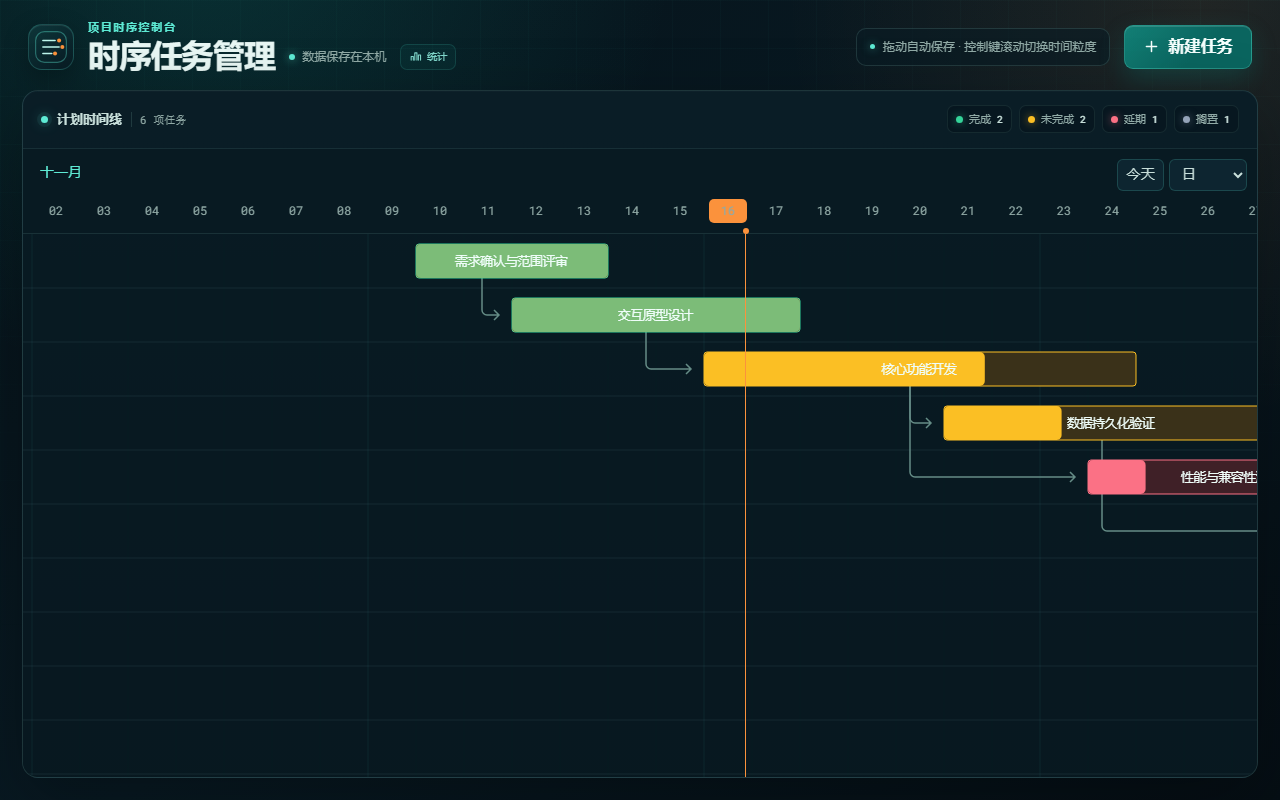 项目时序控制台
时序任务管理
数据保存在本机
统计
拖动自动保存 · 控制键滚动切换时间粒度
+ 新建任务
计划时间线
6 项任务
完成 2
未完成 2
延期 1
搁置 1
十一月
今天
日
02 03 04 05 06 07 08 09 10 11 12 13 14 15 16 17 18 19 20 21 22 23 24 25 26
需求确认与范围评审
交互原型设计
核心功能开发
数据持久化验证
性能与兼容性